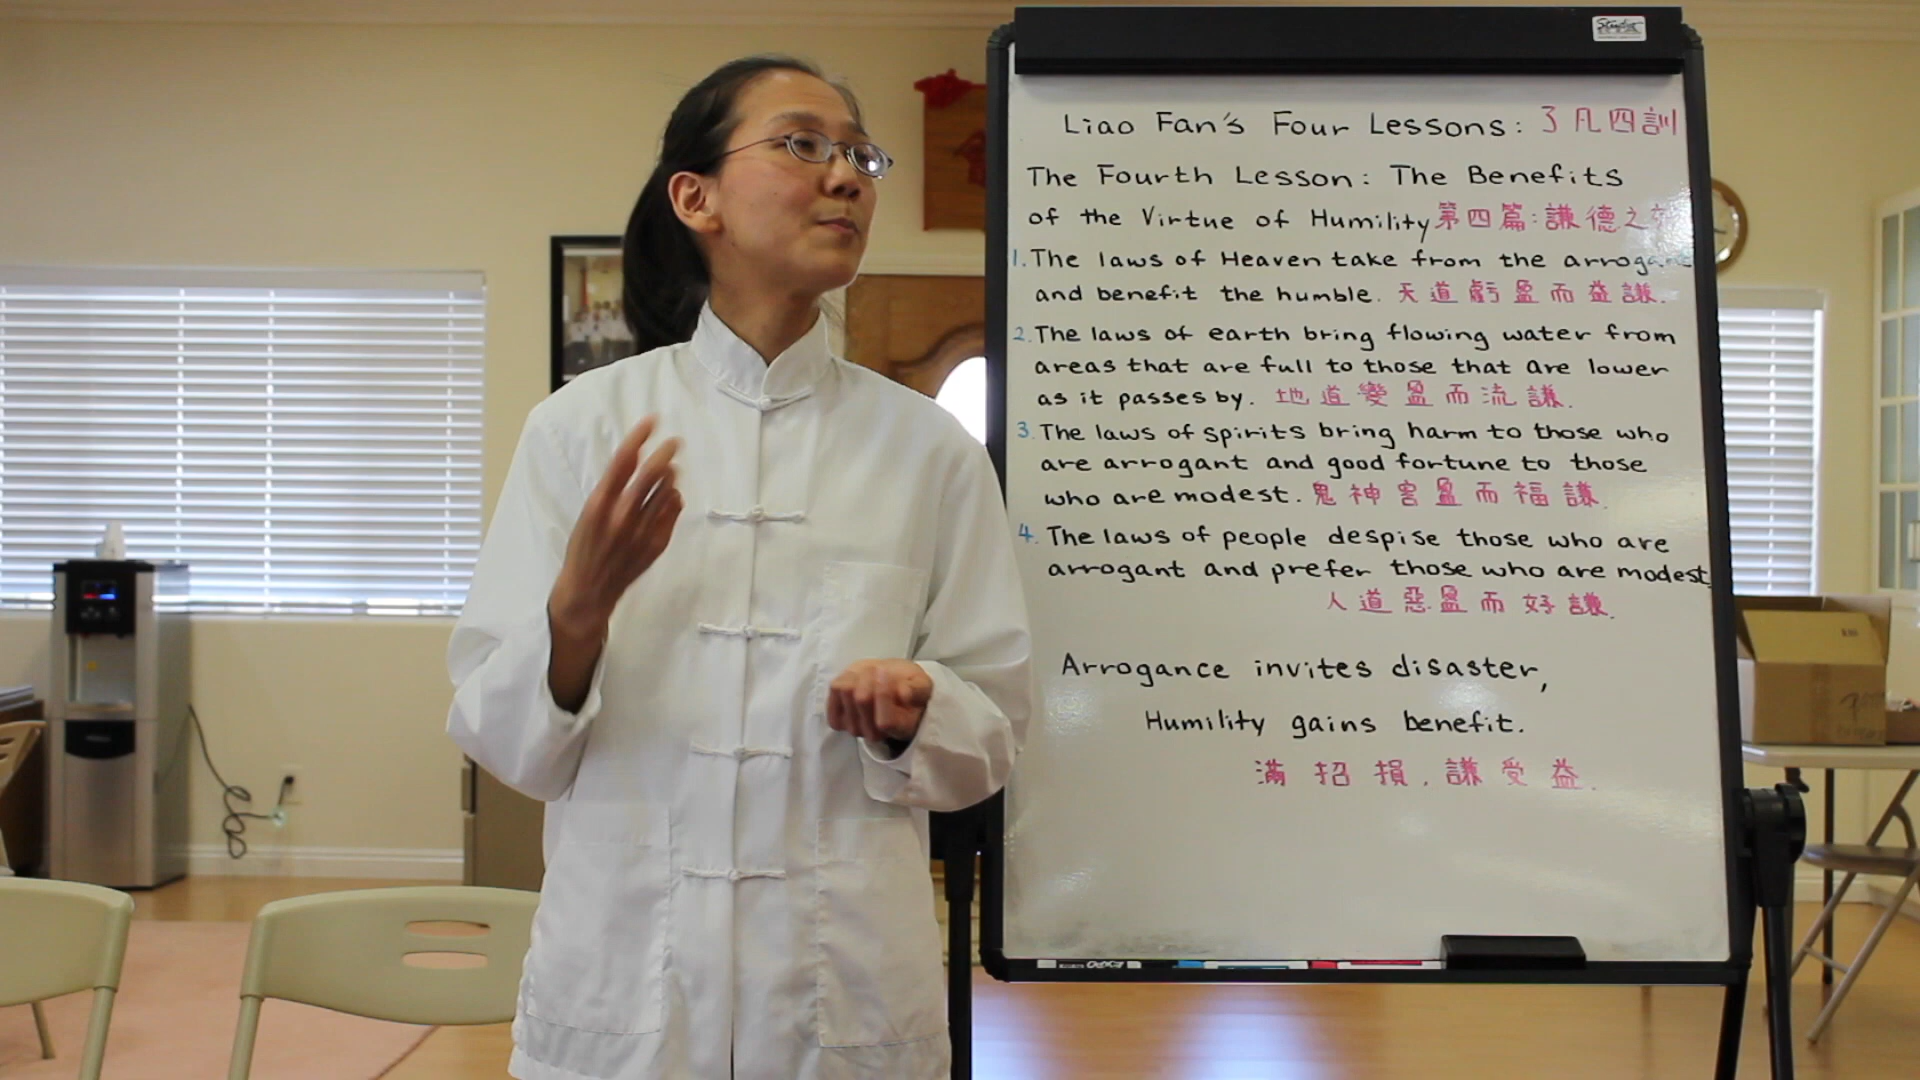 Liao Fan's Four Lessons: 了凡四訓
The Fourth Lesson: The Benefits
of the Virtue of Humility 第四篇:謙德之效
1. The laws of Heaven take from the arrogant
and benefit the humble. 天道虧盈而益謙.
2. The laws of earth bring flowing water from
areas that are full to those that are lower
as it passes by. 地道變盈而流謙.
3. The laws of spirits bring harm to those who
are arrogant and good fortune to those
who are modest. 鬼神害盈而福謙.
4. The laws of people despise those who are
arrogant and prefer those who are modest.
人道惡盈而好謙.
Arrogance invites disaster,
Humility gains benefit.
滿招損,謙受益.
EXPO